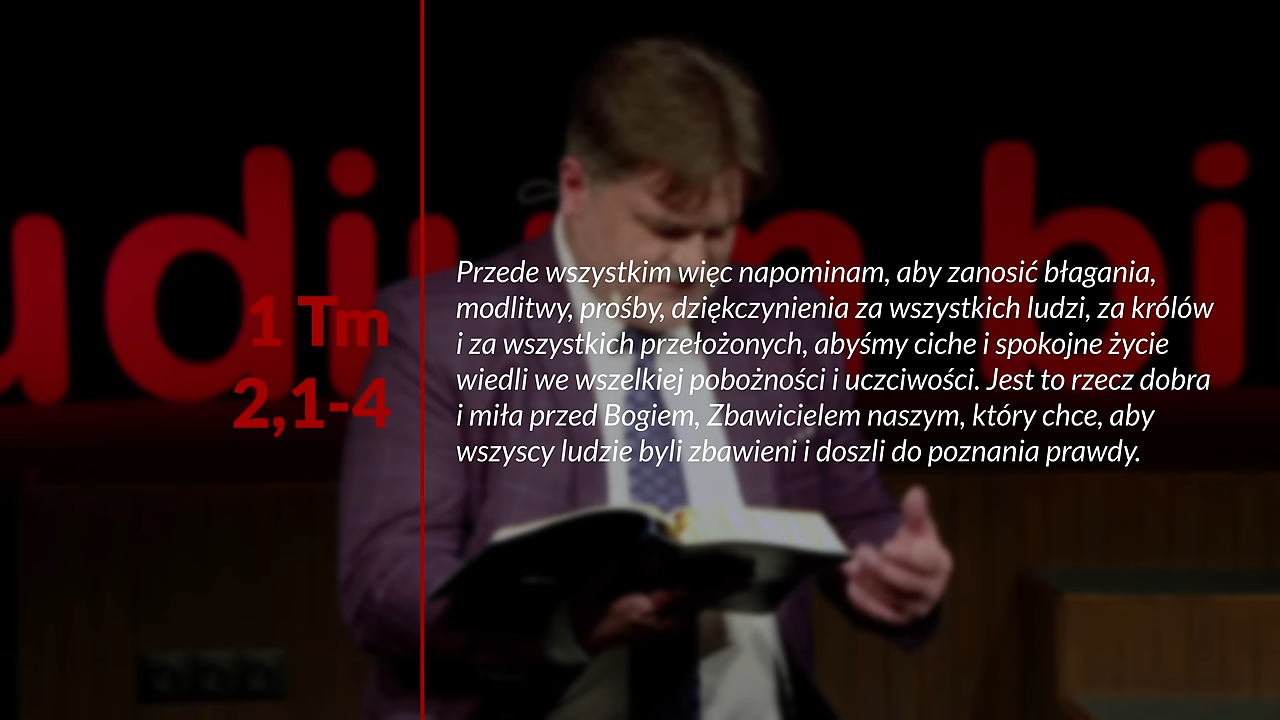 udium bi
1 Tm
2,1-4
Przede wszystkim więc napominam, aby zanosić błagania,
modlitwy, prośby, dziękczynienia za wszystkich ludzi, za królów
i za wszystkich przełożonych, abyśmy ciche i spokojne życie
wiedli we wszelkiej pobożności i uczciwości. Jest to rzecz dobra
i miła przed Bogiem, Zbawicielem naszym, który chce, aby
wszyscy ludzie byli zbawieni i doszli do poznania prawdy.